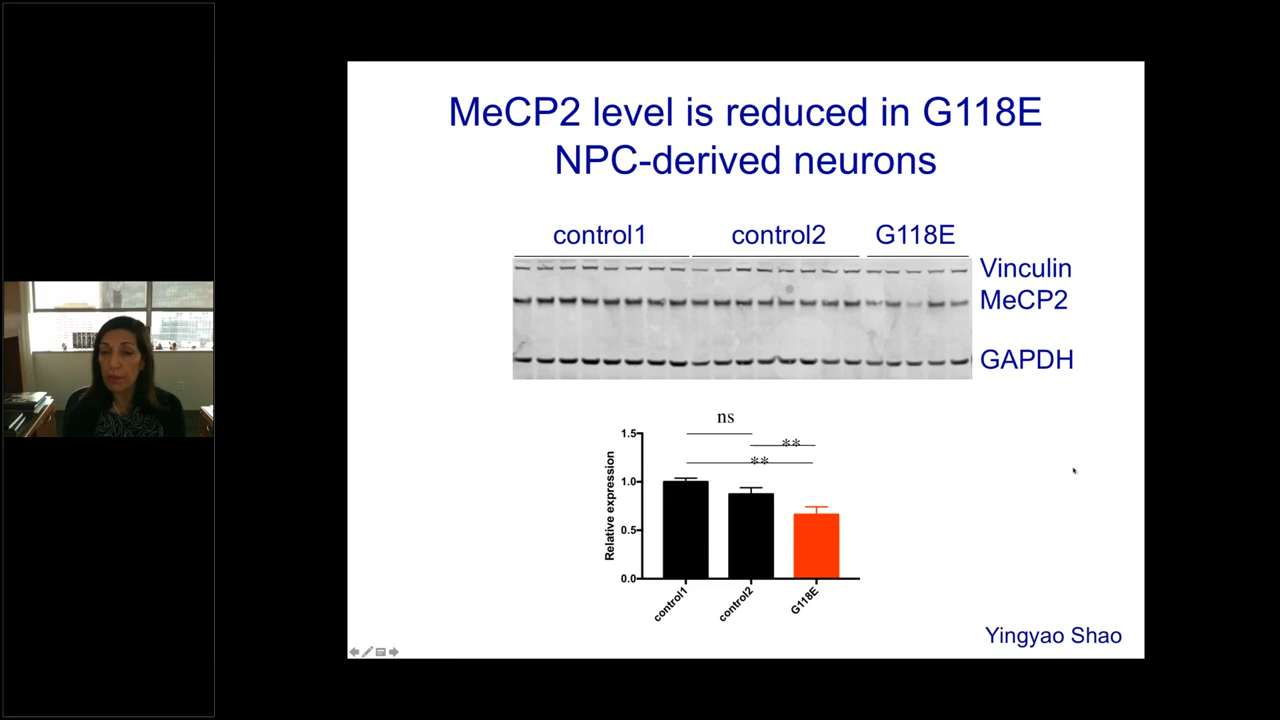 MeCP2 level is reduced in G118E
NPC-derived neurons
control1 control2 G118E
Vinculin
MeCP2
GAPDH
ns
**
**
1.5
1.0
0.5
0.0
Relative expression
control1
control2
G118E
Yingyao Shao